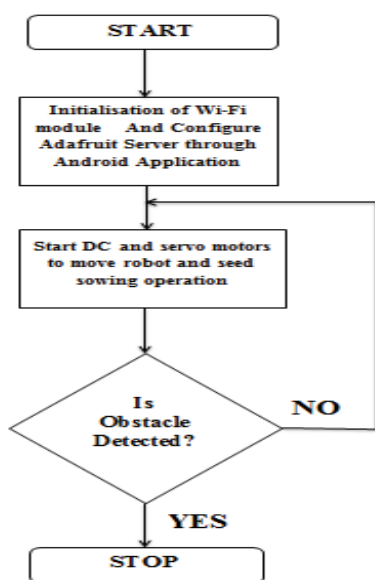 START
Initialisation of Wi-Fi
module And Configure
Adafruit Server through
Android Application
Start DC and servo motors
to move robot and seed
sowing operation
Is
Obstacle
Detected?
NO
YES
STOP